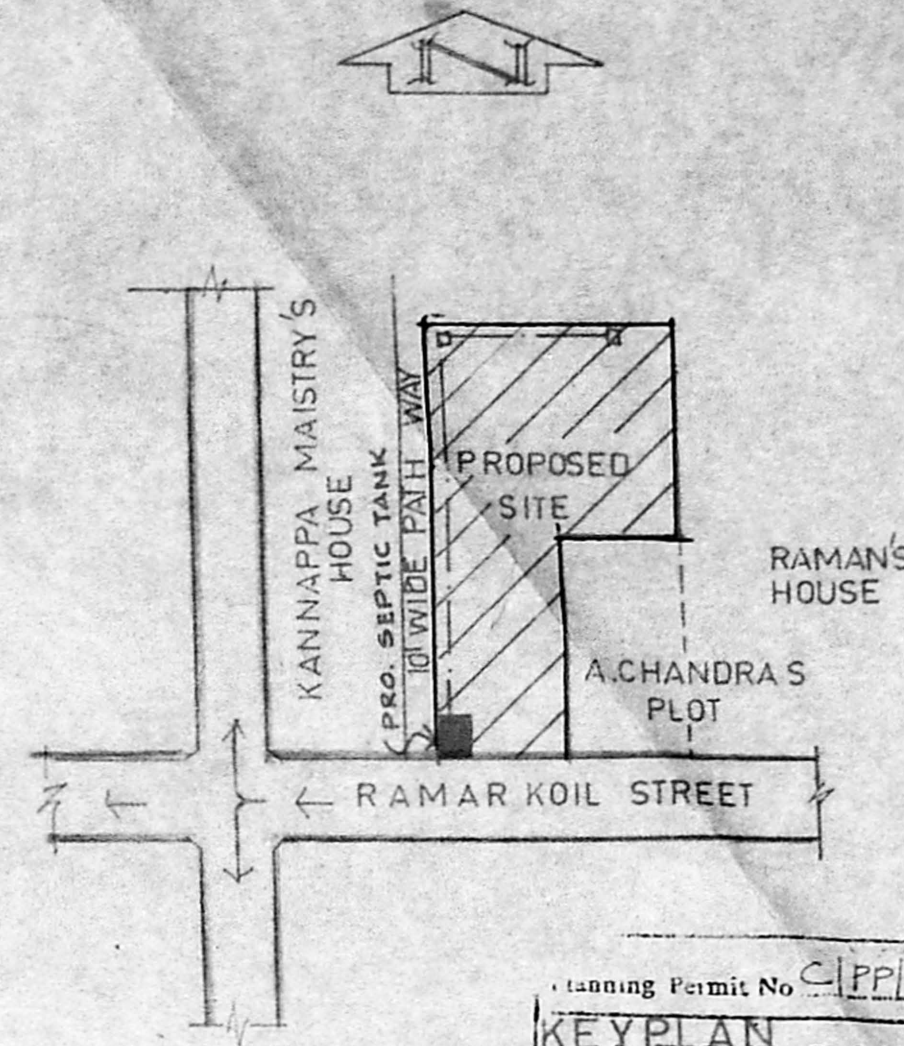 N
KANNAPPA MAISTRY'S
HOUSE
PRO. SEPTIC TANK
10' WIDE PATH WAY
PROPOSED
SITE
RAMAN'S
HOUSE
A.CHANDRA S
PLOT
RAMAR KOIL STREET
Planning Permit No C/PP/
KEYPLAN